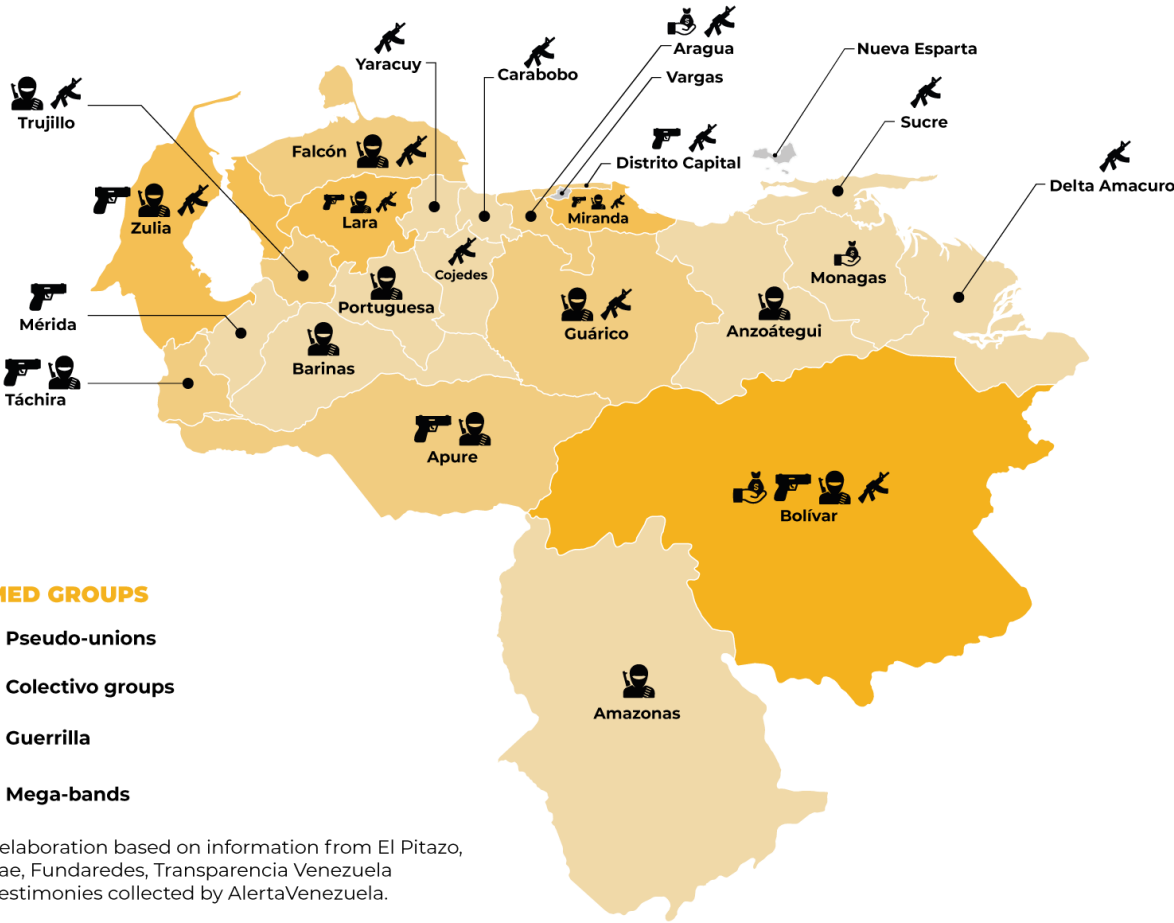 Yaracuy
Carabobo
Aragua
Vargas
Nueva Esparta
Trujillo
Sucre
Falcón
Distrito Capital
Delta Amacuro
Zulia
Lara
Miranda
Cojedes
Monagas
Portuguesa
Mérida
Guárico
Anzoátegui
Barinas
Táchira
Apure
Bolívar
MED GROUPS
Pseudo-unions
Colectivo groups
Guerrilla
Amazonas
Mega-bands
elaboration based on information from El Pitazo,
ae, Fundaredes, Transparencia Venezuela
estimonies collected by AlertaVenezuela.